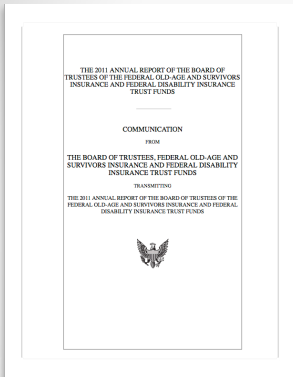 THE 2011 ANNUAL REPORT OF THE BOARD OF
TRUSTEES OF THE FEDERAL OLD-AGE AND SURVIVORS
INSURANCE AND FEDERAL DISABILITY INSURANCE
TRUST FUNDS
COMMUNICATION
FROM
THE BOARD OF TRUSTEES, FEDERAL OLD-AGE AND
SURVIVORS INSURANCE AND FEDERAL DISABILITY
INSURANCE TRUST FUNDS
TRANSMITTING
THE 2011 ANNUAL REPORT OF THE BOARD OF TRUSTEES OF THE
FEDERAL OLD-AGE AND SURVIVORS INSURANCE AND FEDERAL
DISABILITY INSURANCE TRUST FUNDS